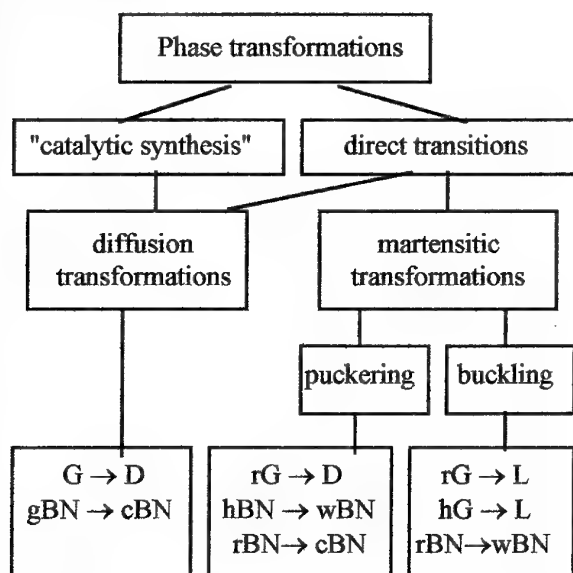 Phase transformations
"catalytic synthesis"
direct transitions
diffusion
transformations
martensitic
transformations
puckering
buckling
G → D
gBN → cBN
rG → D
hBN → wBN
rBN→ cBN
rG → L
hG → L
rBN→wBN